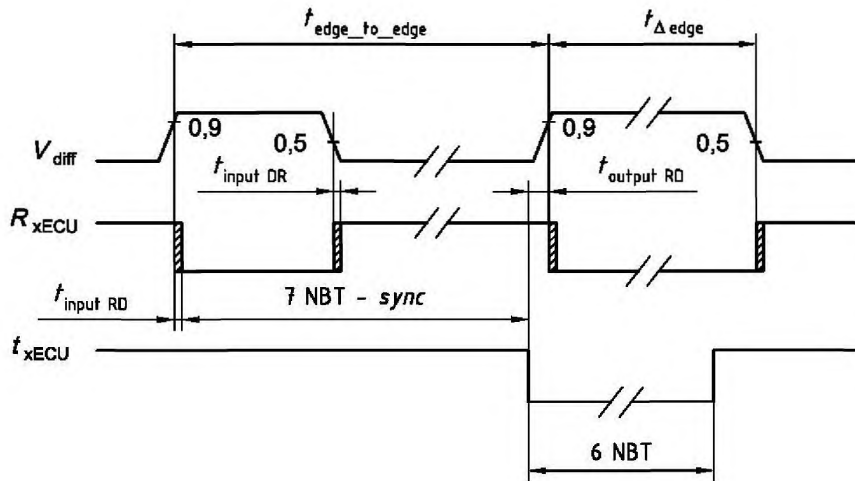 t edge_to_edge
t Δ edge
0,9
0,5
0,9
0,5
V diff
t input DR
t output RD
R xECU
t input RD
7 NBT - sync
t xECU
6 NBT